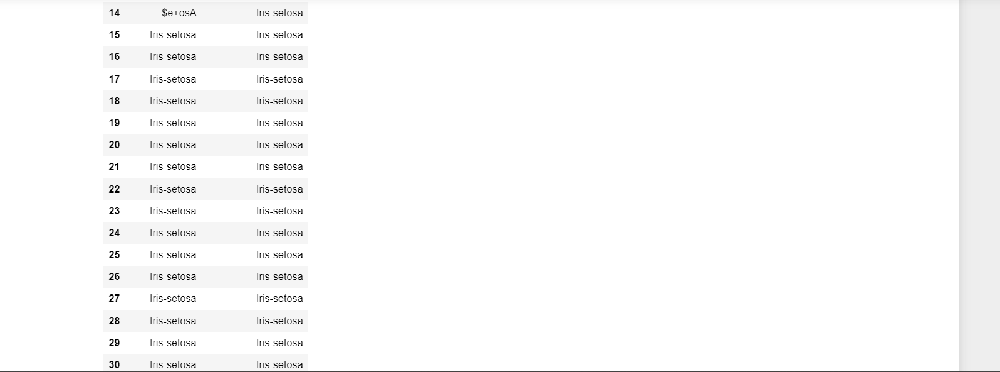 14 $e+osA Iris-setosa
15 Iris-setosa Iris-setosa
16 Iris-setosa Iris-setosa
17 Iris-setosa Iris-setosa
18 Iris-setosa Iris-setosa
19 Iris-setosa Iris-setosa
20 Iris-setosa Iris-setosa
21 Iris-setosa Iris-setosa
22 Iris-setosa Iris-setosa
23 Iris-setosa Iris-setosa
24 Iris-setosa Iris-setosa
25 Iris-setosa Iris-setosa
26 Iris-setosa Iris-setosa
27 Iris-setosa Iris-setosa
28 Iris-setosa Iris-setosa
29 Iris-setosa Iris-setosa
30 Iris-setosa Iris-setosa